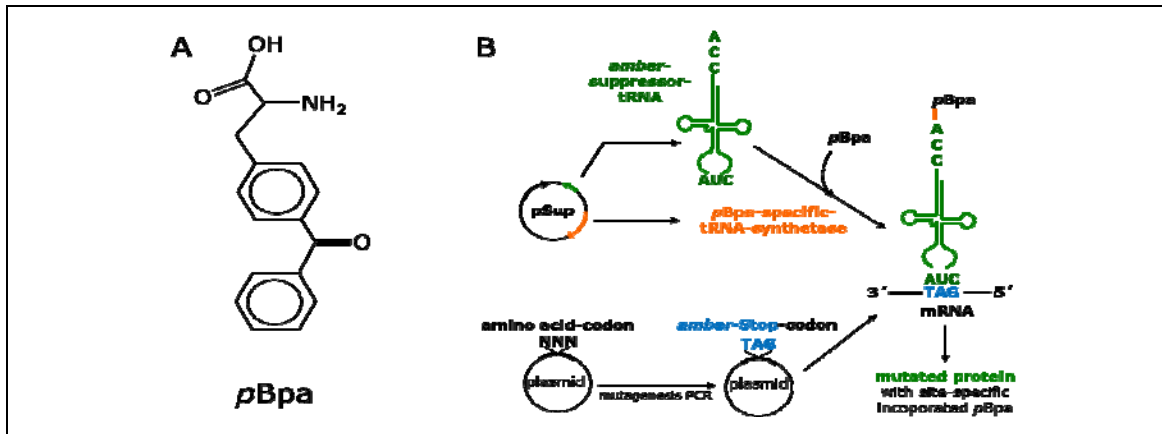 A
OH
O
NH2
O
pBpa
B
amber-
suppressor-
tRNA
A
C
C
AUC
pSup
pBpa-specific-
tRNA-synthetase
pBpa
pBpa
A
C
C
AUC
TAG
3´ 5´
mRNA
amino acid-codon
NNN
plasmid
mutagenesis PCR
amber-Stop-codon
TAG
plasmid
mutated protein
with site-specific
incoporated pBpa